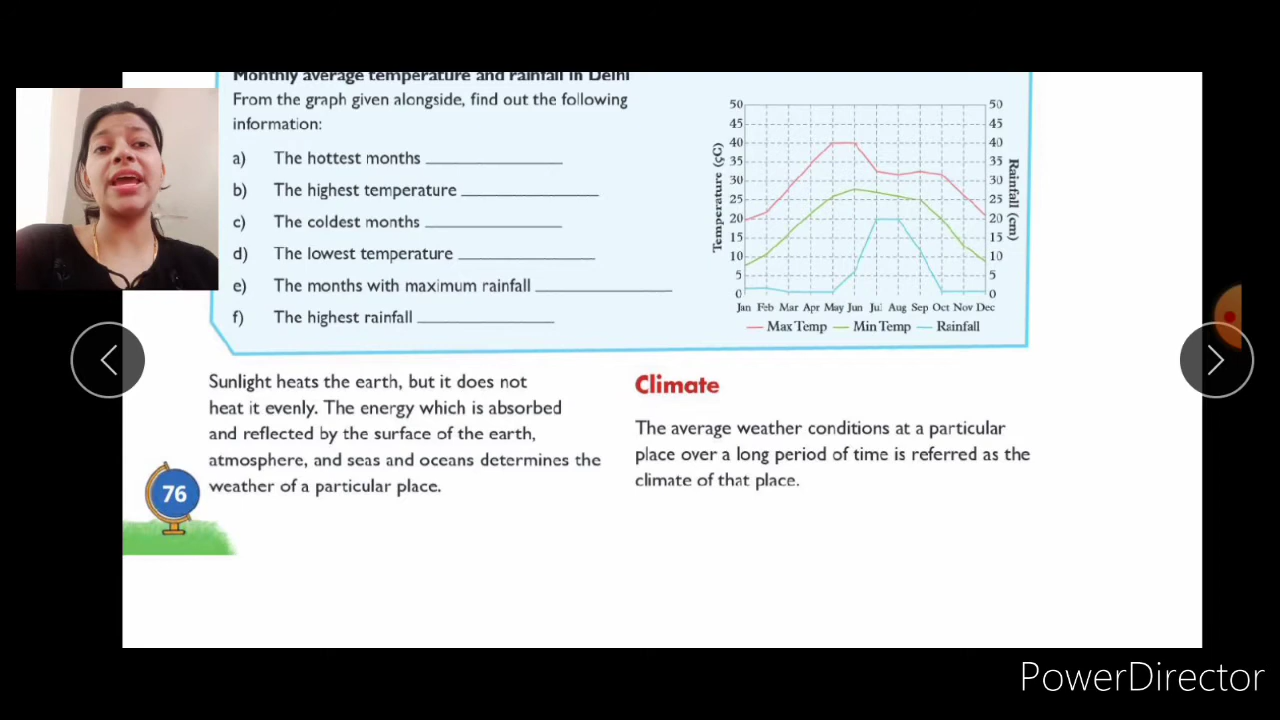 Monthly average temperature and rainfall in Delhi
From the graph given alongside, find out the following
information:
a) The hottest months
b) The highest temperature
c) The coldest months
d) The lowest temperature
e) The months with maximum rainfall
f) The highest rainfall
50 50
45 45
40 40
35 35
30 30
25 25
20 20
15 15
10 10
5 5
0 0
Temperature (çC)
Rainfall (cm)
Jan Feb Mar Apr May Jun Jul Aug Sep Oct Nov Dec
Max Temp Min Temp Rainfall
Sunlight heats the earth, but it does not
heat it evenly. The energy which is absorbed
and reflected by the surface of the earth,
atmosphere, and seas and oceans determines the
weather of a particular place.
76
Climate
The average weather conditions at a particular
place over a long period of time is referred as the
climate of that place.
PowerDirector